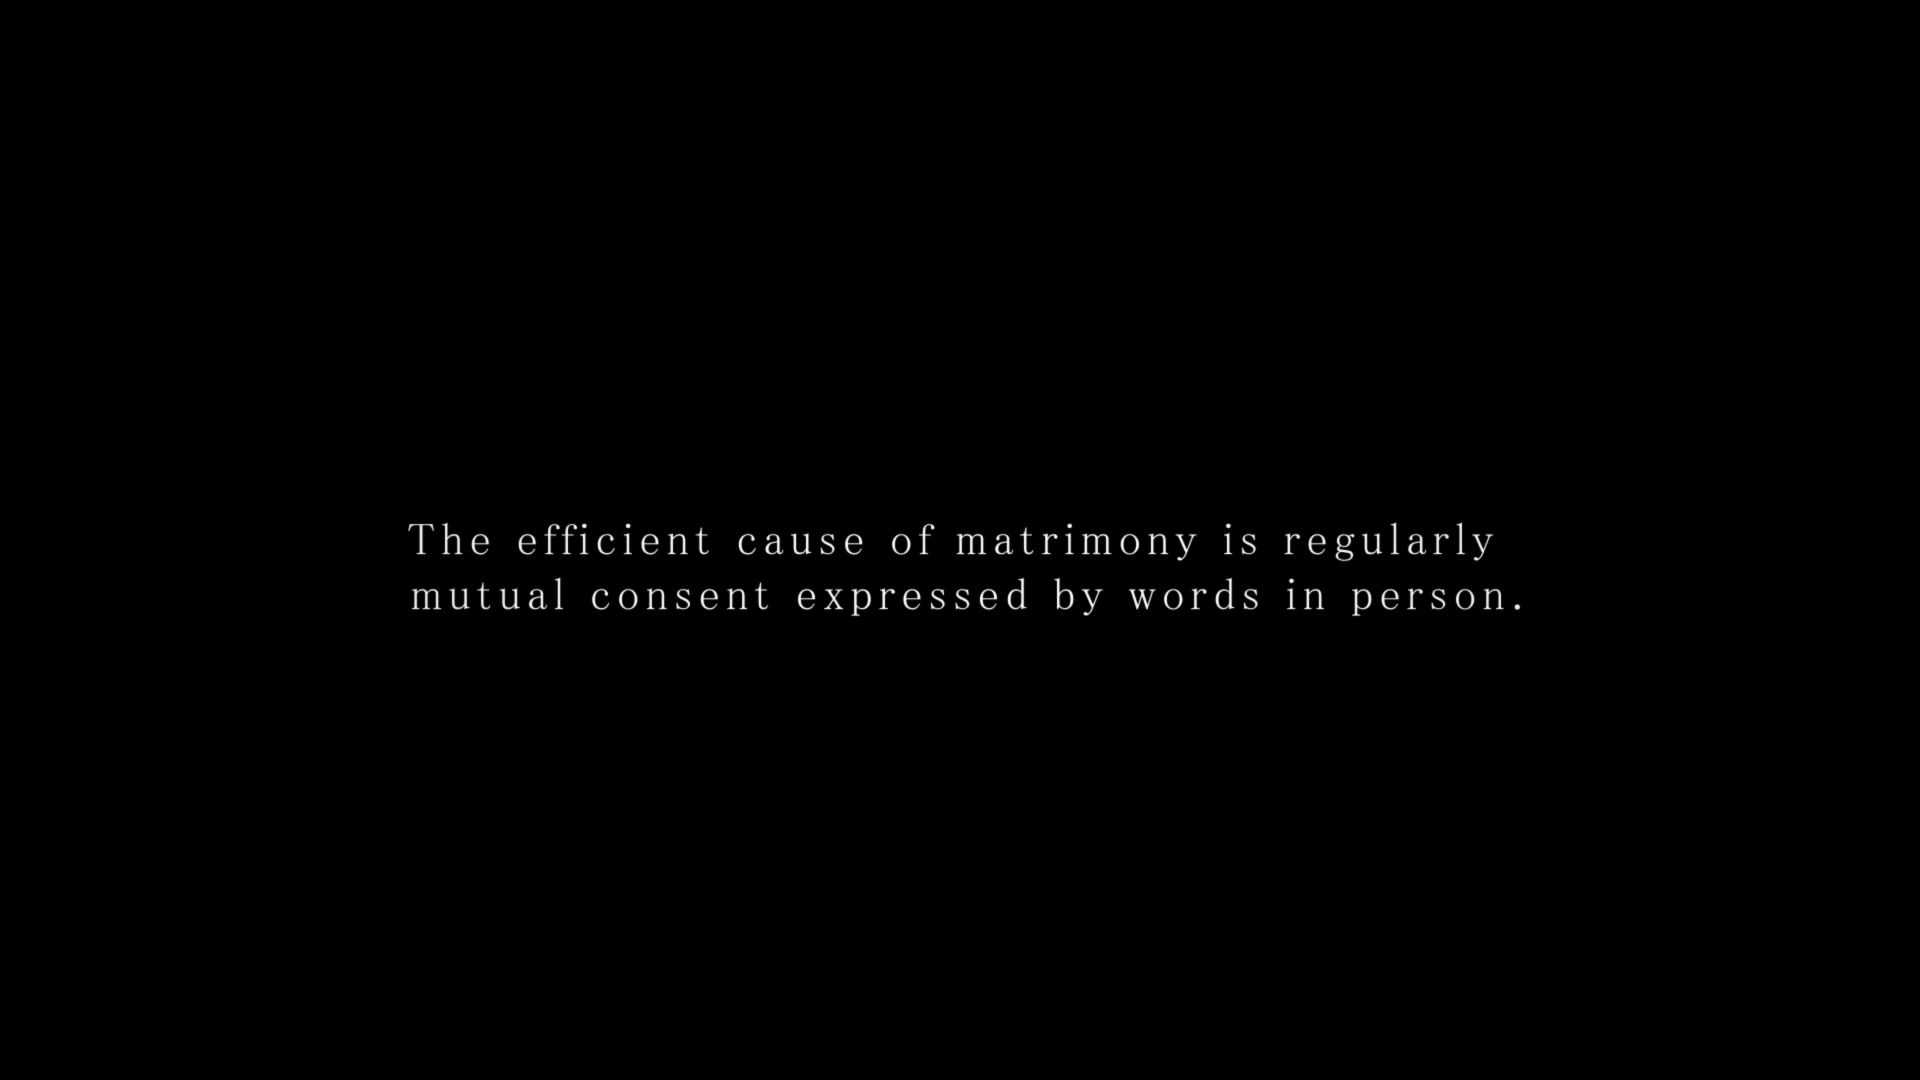 The efficient cause of matrimony is regularly
mutual consent expressed by words in person.